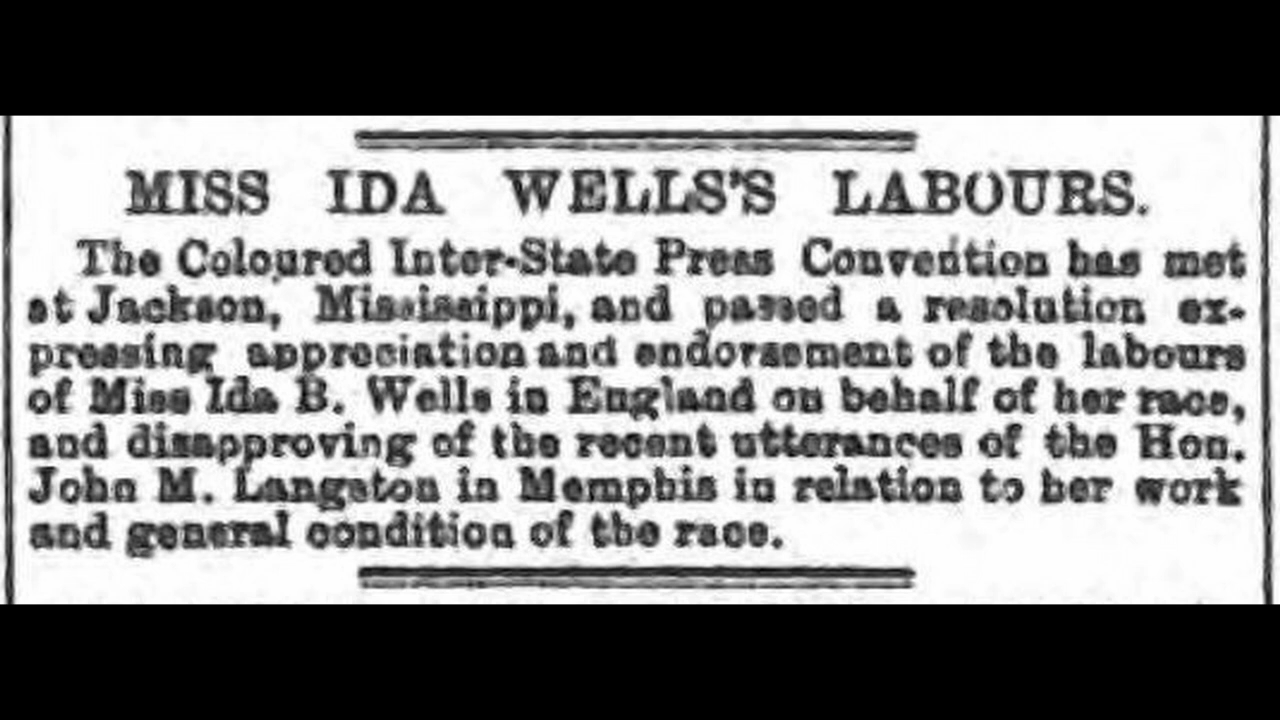 MISS IDA WELLS'S LABOURS.
The Coloured Inter-State Press Convention has met
at Jackson, Mississippi, and passed a resolution ex-
pressing appreciation and endorsement of the labours
of Miss Ida B. Wells in England on behalf of her race,
and disapproving of the recent utterances of the Hon.
John M. Langston in Memphis in relation to her work
and general condition of the race.